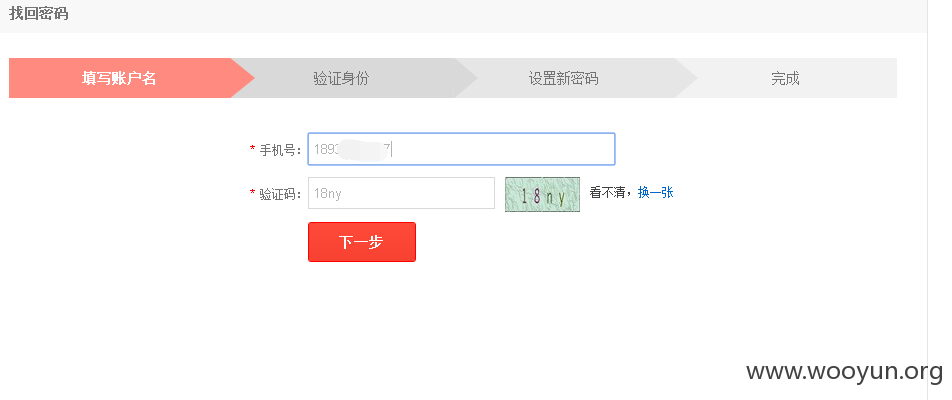 找回密码
填写账户名 验证身份 设置新密码 完成
* 手机号： 1893 7
* 验证码： 18ny 18ny 看不清，换一张
下一步
www.wooyun.org